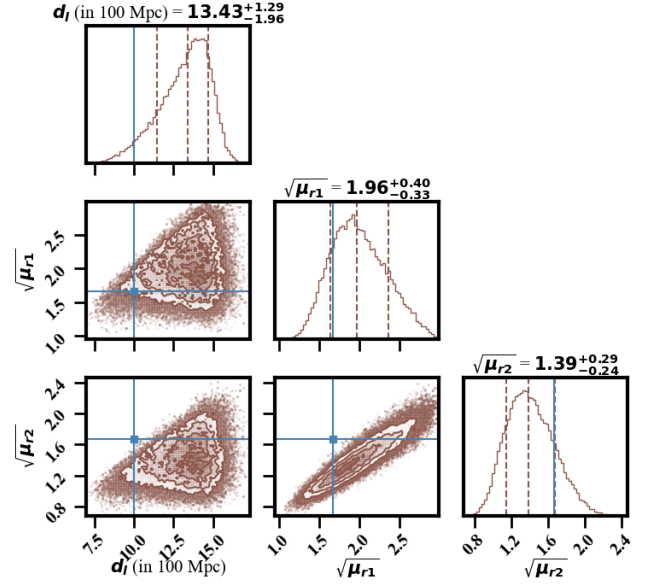 d_l (in 100 Mpc) = 13.43^{+1.29}_{-1.96}
√μ_{r1} = 1.96^{+0.40}_{-0.33}
√μ_{r1}
2.5
2.0
1.5
1.0
√μ_{r2} = 1.39^{+0.29}_{-0.24}
√μ_{r2}
2.4
2.0
1.6
1.2
0.8
7.5 10.0 12.5 15.0
1.0 1.5 2.0 2.5
0.8 1.2 1.6 2.0 2.4
d_l (in 100 Mpc)
√μ_{r1}
√μ_{r2}